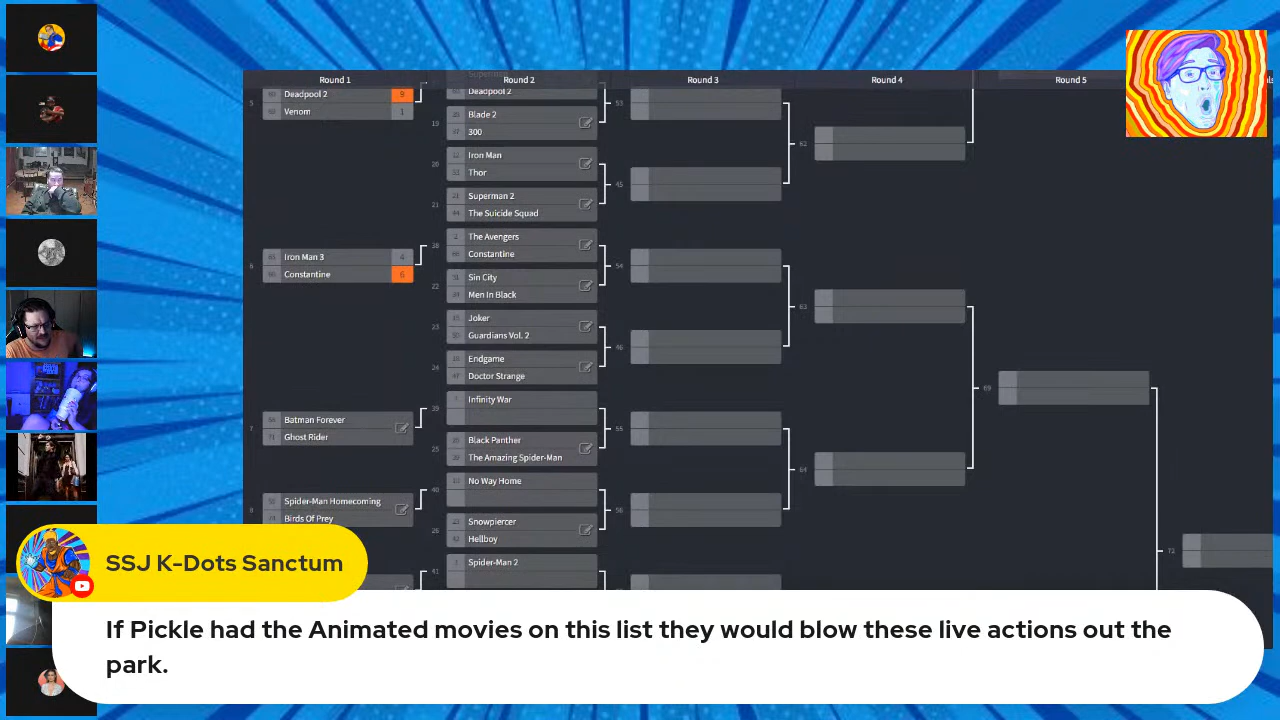 Round 1
Round 2
Round 3
Round 4
Round 5
Deadpool 2 9
Venom 1
Deadpool 2
Blade 2
300
Iron Man
Thor
Superman 2
The Suicide Squad
Iron Man 3 4
Constantine 6
The Avengers
Constantine
Sin City
Men In Black
Joker
Guardians Vol. 2
Endgame
Doctor Strange
Batman Forever
Ghost Rider
Infinity War
Black Panther
The Amazing Spider-Man
Spider-Man Homecoming
Birds Of Prey
No Way Home
Snowpiercer
Hellboy
Spider-Man 2
SSJ K-Dots Sanctum
If Pickle had the Animated movies on this list they would blow these live actions out the
park.